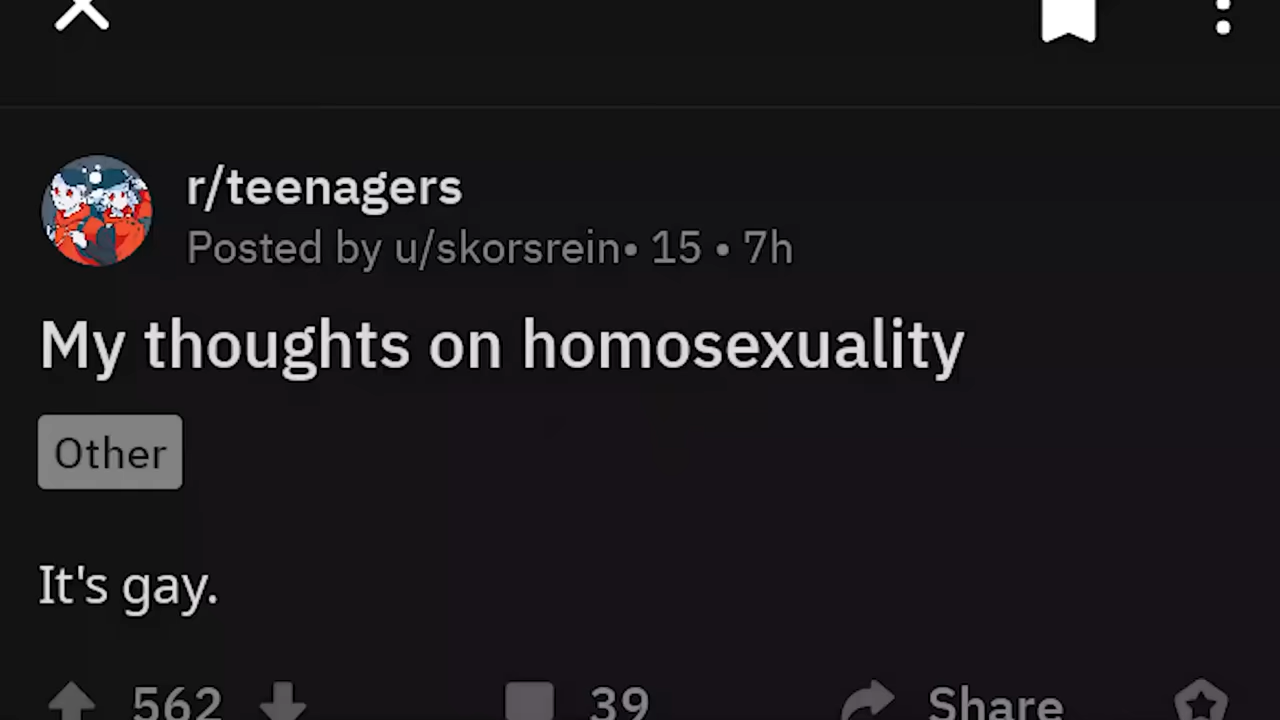 r/teenagers
Posted by u/skorsrein• 15 • 7h
My thoughts on homosexuality
Other
It's gay.
562 39 Share